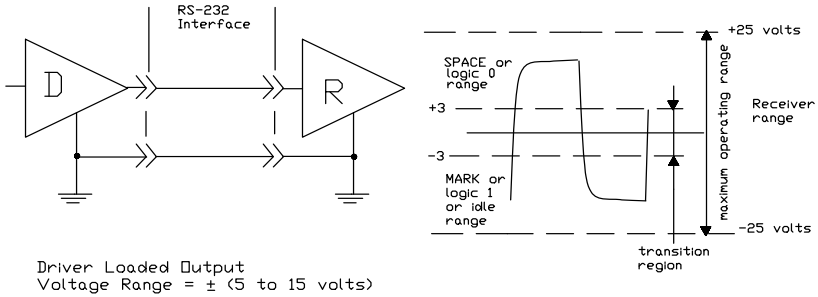 RS-232
Interface
D
R
Driver Loaded Output
Voltage Range = ± (5 to 15 volts)
+25 volts
SPACE or
logic 0
range
+3
-3
MARK or
logic 1
or idle
range
maximum operating range
Receiver
range
-25 volts
transition
region